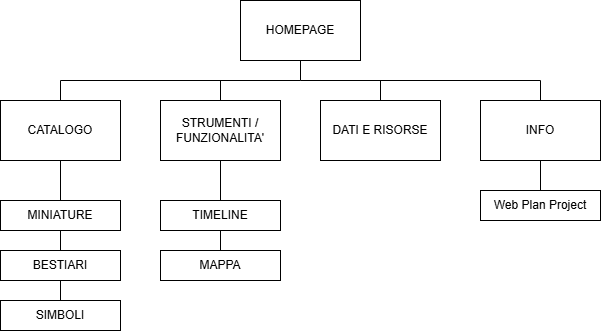 HOMEPAGE
CATALOGO
STRUMENTI /
FUNZIONALITA'
DATI E RISORSE
INFO
MINIATURE
TIMELINE
Web Plan Project
BESTIARI
MAPPA
SIMBOLI